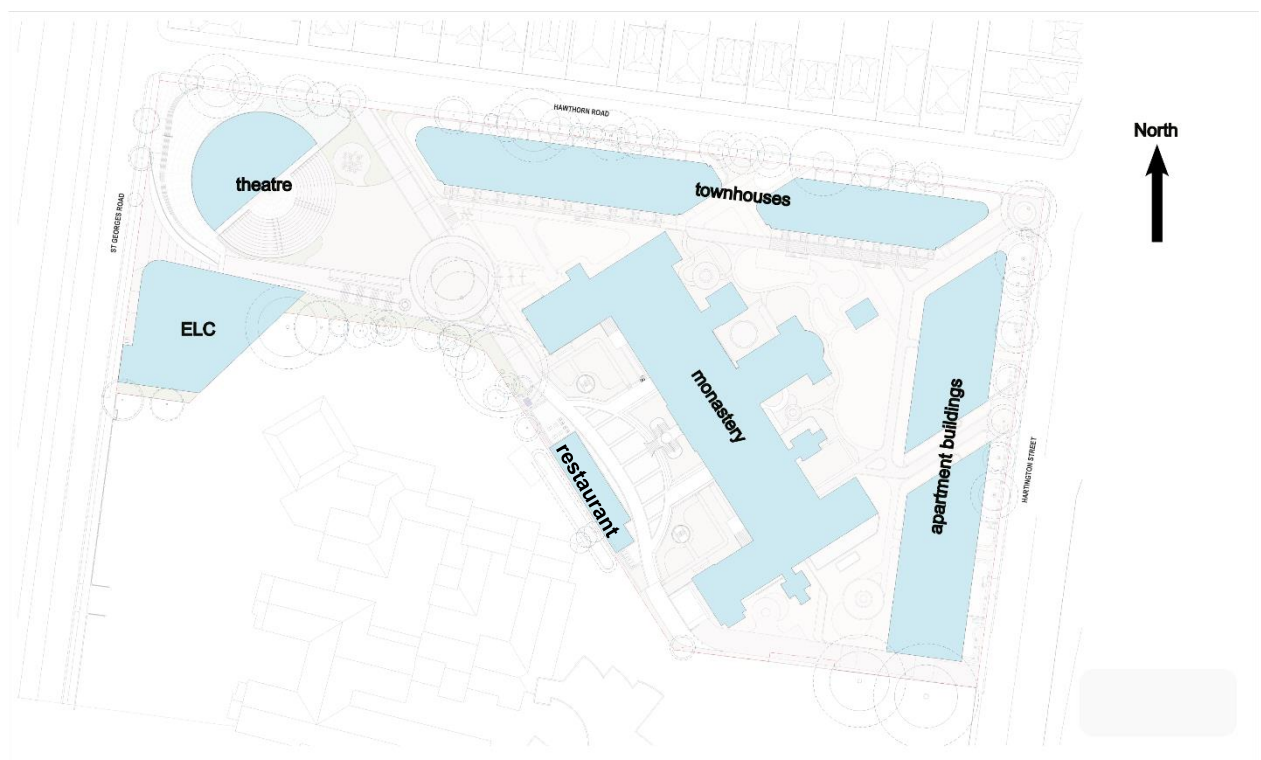 HAWTHORN ROAD
North
theatre
townhouses
ST GEORGES ROAD
ELC
monastery
apartment buildings
restaurant
HARTINGTON STREET